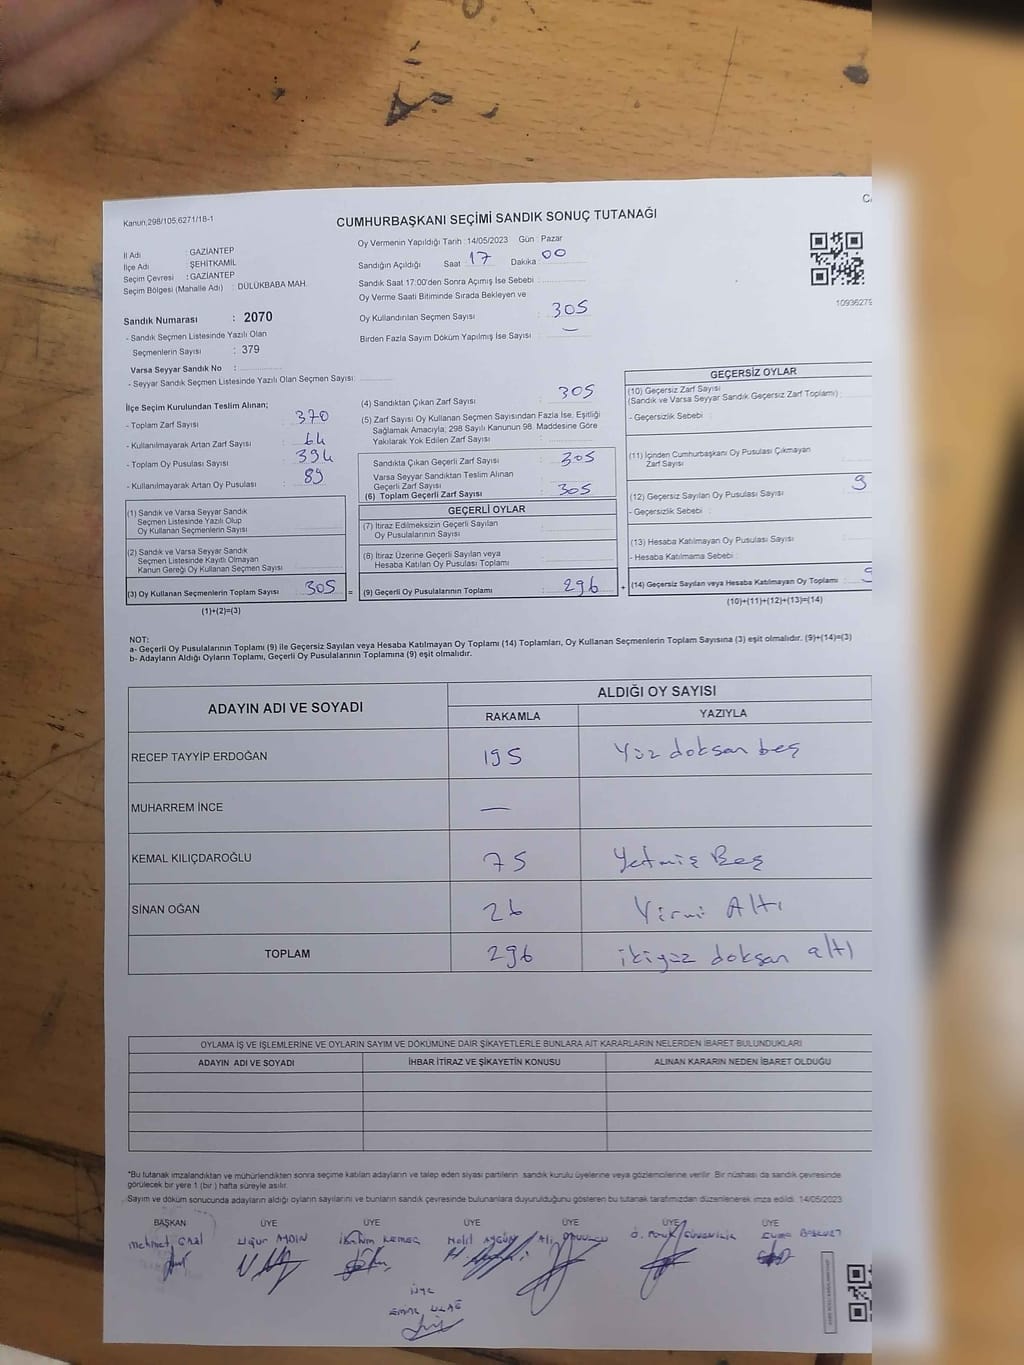 Kanun,298/105,6271/18-1
CUMHURBAŞKANI SEÇİMİ SANDIK SONUÇ TUTANAĞI
İl Adı : GAZİANTEP
İlçe Adı : ŞEHİTKAMİL
Seçim Çevresi : GAZİANTEP
Seçim Bölgesi (Mahalle Adı) : DÜLÜKBABA MAH.
Sandık Numarası : 2070
- Sandık Seçmen Listesinde Yazılı Olan
Seçmenlerin Sayısı : 379
Varsa Seyyar Sandık No :
- Seyyar Sandık Seçmen Listesinde Yazılı Olan Seçmen Sayısı:
Oy Vermenin Yapıldığı Tarih :14/05/2023 Gün : Pazar
Sandığın Açıldığı Saat 17 Dakika 00
Sandık Saat 17:00'den Sonra Açımış İse Sebebi :
Oy Verme Saati Bitiminde Sırada Bekleyen ve
Oy Kullandırılan Seçmen Sayısı : 305
Birden Fazla Sayım Döküm Yapılmış İse Sayısı : —
10936279
İlçe Seçim Kurulundan Teslim Alınan;
- Toplam Zarf Sayısı : 370
- Kullanılmayarak Artan Zarf Sayısı : 64
- Toplam Oy Pusulası Sayısı : 394
- Kullanılmayarak Artan Oy Pusulası : 89
(1) Sandık ve Varsa Seyyar Sandık
Seçmen Listesinde Yazılı Olup
Oy Kullanan Seçmenlerin Sayısı
(2) Sandık ve Varsa Seyyar Sandık
Seçmen Listesinde Kayıtlı Olmayan
Kanun Gereği Oy Kullanan Seçmen Sayısı :
(3) Oy Kullanan Seçmenlerin Toplam Sayısı : 305 =
(1)+(2)=(3)
(4) Sandıktan Çıkan Zarf Sayısı : 305
(5) Zarf Sayısı Oy Kullanan Seçmen Sayısından Fazla İse, Eşitliği
Sağlamak Amacıyla; 298 Sayılı Kanunun 98. Maddesine Göre
Yakılarak Yok Edilen Zarf Sayısı :
Sandıkta Çıkan Geçerli Zarf Sayısı : 305
Varsa Seyyar Sandıktan Teslim Alınan
Geçerli Zarf Sayısı :
(6) Toplam Geçerli Zarf Sayısı : 305
GEÇERLİ OYLAR
(7) İtiraz Edilmeksizin Geçerli Sayılan
Oy Pusulalarının Sayısı :
(8) İtiraz Üzerine Geçerli Sayılan veya
Hesaba Katılan Oy Pusulası Toplamı :
(9) Geçerli Oy Pusulalarının Toplamı : 296 +
GEÇERSİZ OYLAR
(10) Geçersiz Zarf Sayısı
(Sandık ve Varsa Seyyar Sandık Geçersiz Zarf Toplamı) :
- Geçersizlik Sebebi :
(11) İçinden Cumhurbaşkanı Oy Pusulası Çıkmayan
Zarf Sayısı
(12) Geçersiz Sayılan Oy Pusulası Sayısı : 9
- Geçersizlik Sebebi :
(13) Hesaba Katılmayan Oy Pusulası Sayısı :
- Hesaba Katılmama Sebebi :
(14) Geçersiz Sayılan veya Hesaba Katılmayan Oy Toplamı : 9
(10)+(11)+(12)+(13)=(14)
NOT:
a- Geçerli Oy Pusulalarının Toplamı (9) ile Geçersiz Sayılan veya Hesaba Katılmayan Oy Toplamı (14) Toplamları, Oy Kullanan Seçmenlerin Toplam Sayısına (3) eşit olmalıdır. (9)+(14)=(3)
b- Adayların Aldığı Oyların Toplamı, Geçerli Oy Pusulalarının Toplamına (9) eşit olmalıdır.
ADAYIN ADI VE SOYADI ALDIĞI OY SAYISI
RAKAMLA YAZIYLA
RECEP TAYYİP ERDOĞAN 195 Yüz doksan beş
MUHARREM İNCE —
KEMAL KILIÇDAROĞLU 75 Yetmiş Beş
SİNAN OĞAN 26 Yirmi Altı
TOPLAM 296 ikiyüz doksan altı
OYLAMA İŞ VE İŞLEMLERİNE VE OYLARIN SAYIM VE DÖKÜMÜNE DAİR ŞİKAYETLERLE BUNLARA AİT KARARLARIN NELERDEN İBARET BULUNDUKLARI
ADAYIN ADI VE SOYADI İHBAR İTİRAZ VE ŞİKAYETİN KONUSU ALINAN KARARIN NEDEN İBARET OLDUĞU
*Bu tutanak imzalandıktan ve mühürlendikten sonra seçime katılan adayların ve talep eden siyasi partilerin sandık kurulu üyelerine veya gözlemcilerine verilir. Bir nüshası da sandık çevresinde
görülecek bir yere 1 (bir ) hafta süreyle asılır.
Sayım ve döküm sonucunda adayların aldığı oyların sayılarını ve bunların sandık çevresinde bulunanlara duyurulduğunu gösteren bu tutanak tarafımızdan düzenlenerek imza edildi. 14/05/2023
BAŞKAN ÜYE ÜYE ÜYE ÜYE ÜYE ÜYE
Mehmet Uğur AYDIN İbrahim Halil AYGÜN Ali Ö. Faruk
ÜYE